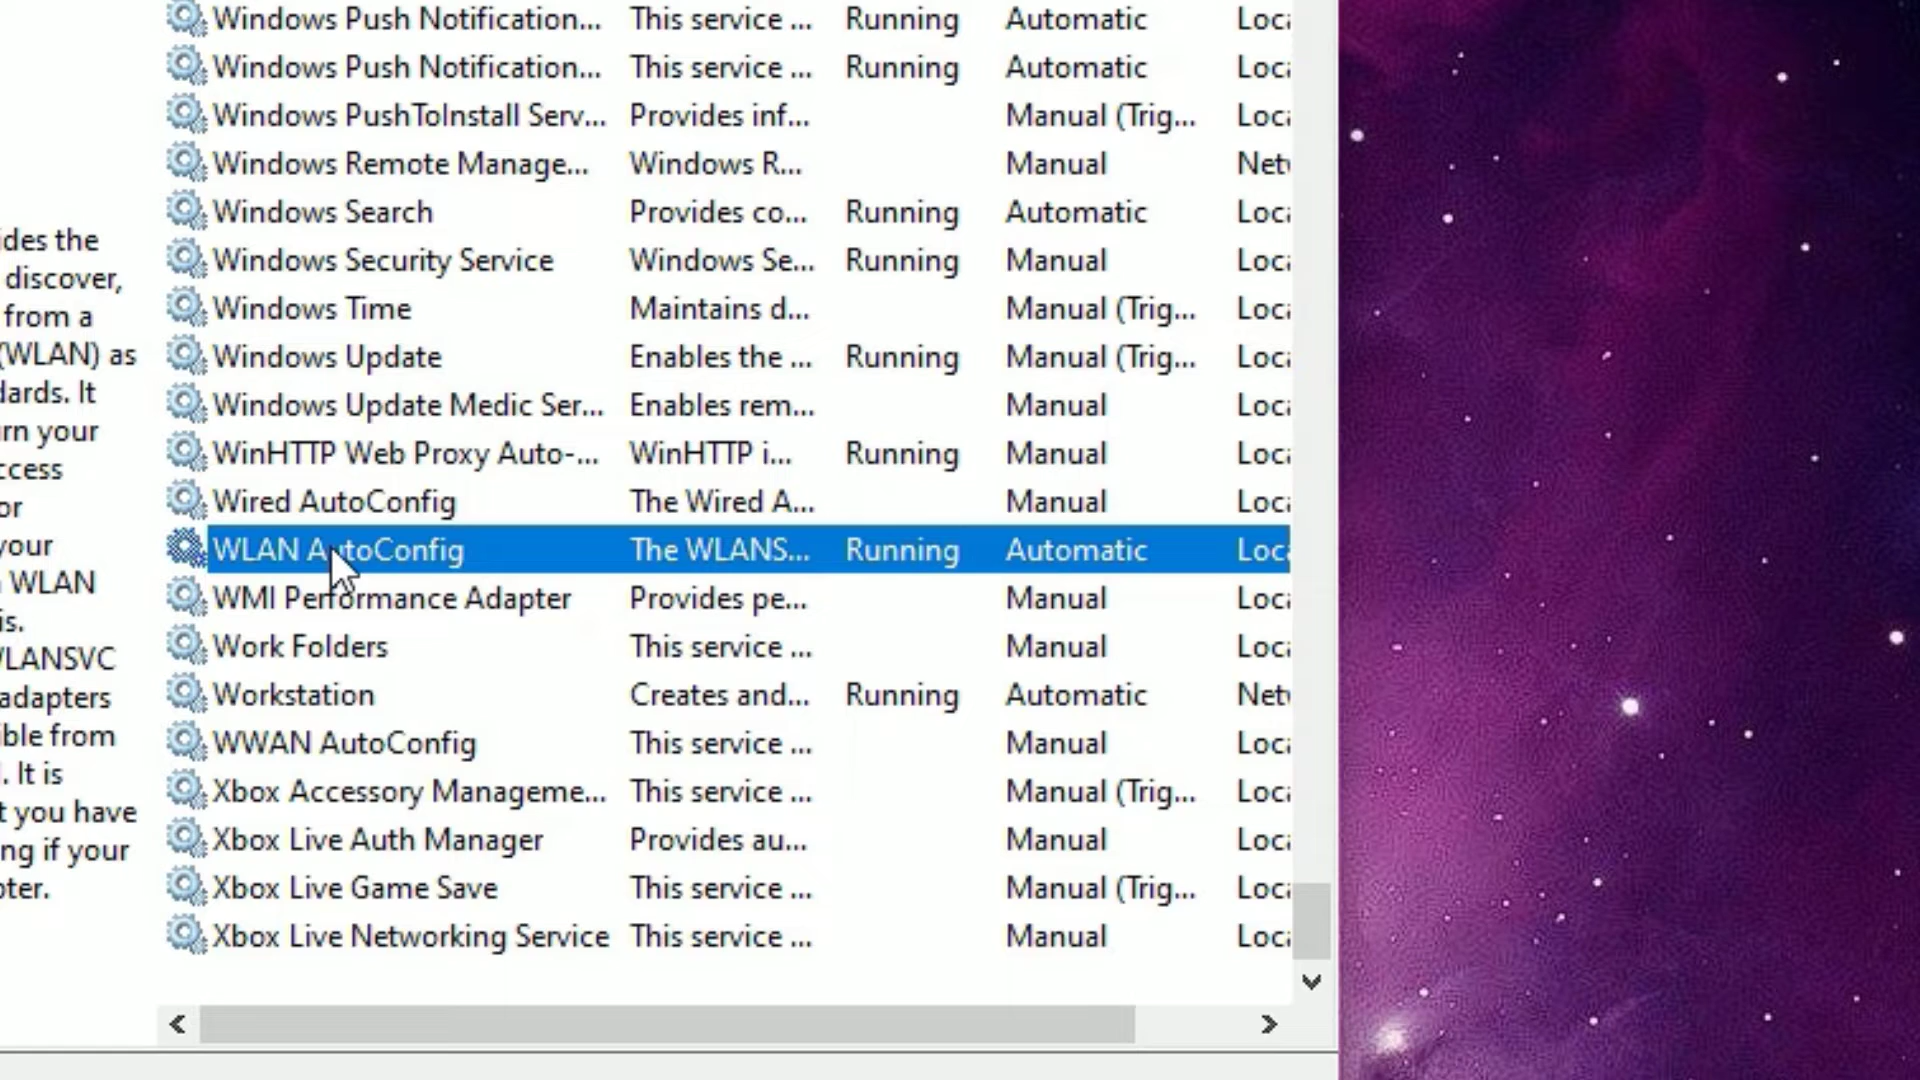 ides the
discover,
from a
(WLAN) as
dards. It
rn your
ccess
or
your
WLAN
is.
LANSVC
adapters
ible from
. It is
t you have
ng if your
pter.
Windows Push Notification... This service ... Running Automatic Loca
Windows Push Notification... This service ... Running Automatic Loca
Windows PushToInstall Serv... Provides inf... Manual (Trig... Loca
Windows Remote Manage... Windows R... Manual Netw
Windows Search Provides co... Running Automatic Loca
Windows Security Service Windows Se... Running Manual Loca
Windows Time Maintains d... Manual (Trig... Loca
Windows Update Enables the ... Running Manual (Trig... Loca
Windows Update Medic Ser... Enables rem... Manual Loca
WinHTTP Web Proxy Auto-... WinHTTP i... Running Manual Loca
Wired AutoConfig The Wired A... Manual Loca
WLAN AutoConfig The WLANS... Running Automatic Loca
WMI Performance Adapter Provides pe... Manual Loca
Work Folders This service ... Manual Loca
Workstation Creates and... Running Automatic Netw
WWAN AutoConfig This service ... Manual Loca
Xbox Accessory Manageme... This service ... Manual (Trig... Loca
Xbox Live Auth Manager Provides au... Manual Loca
Xbox Live Game Save This service ... Manual (Trig... Loca
Xbox Live Networking Service This service ... Manual Loca